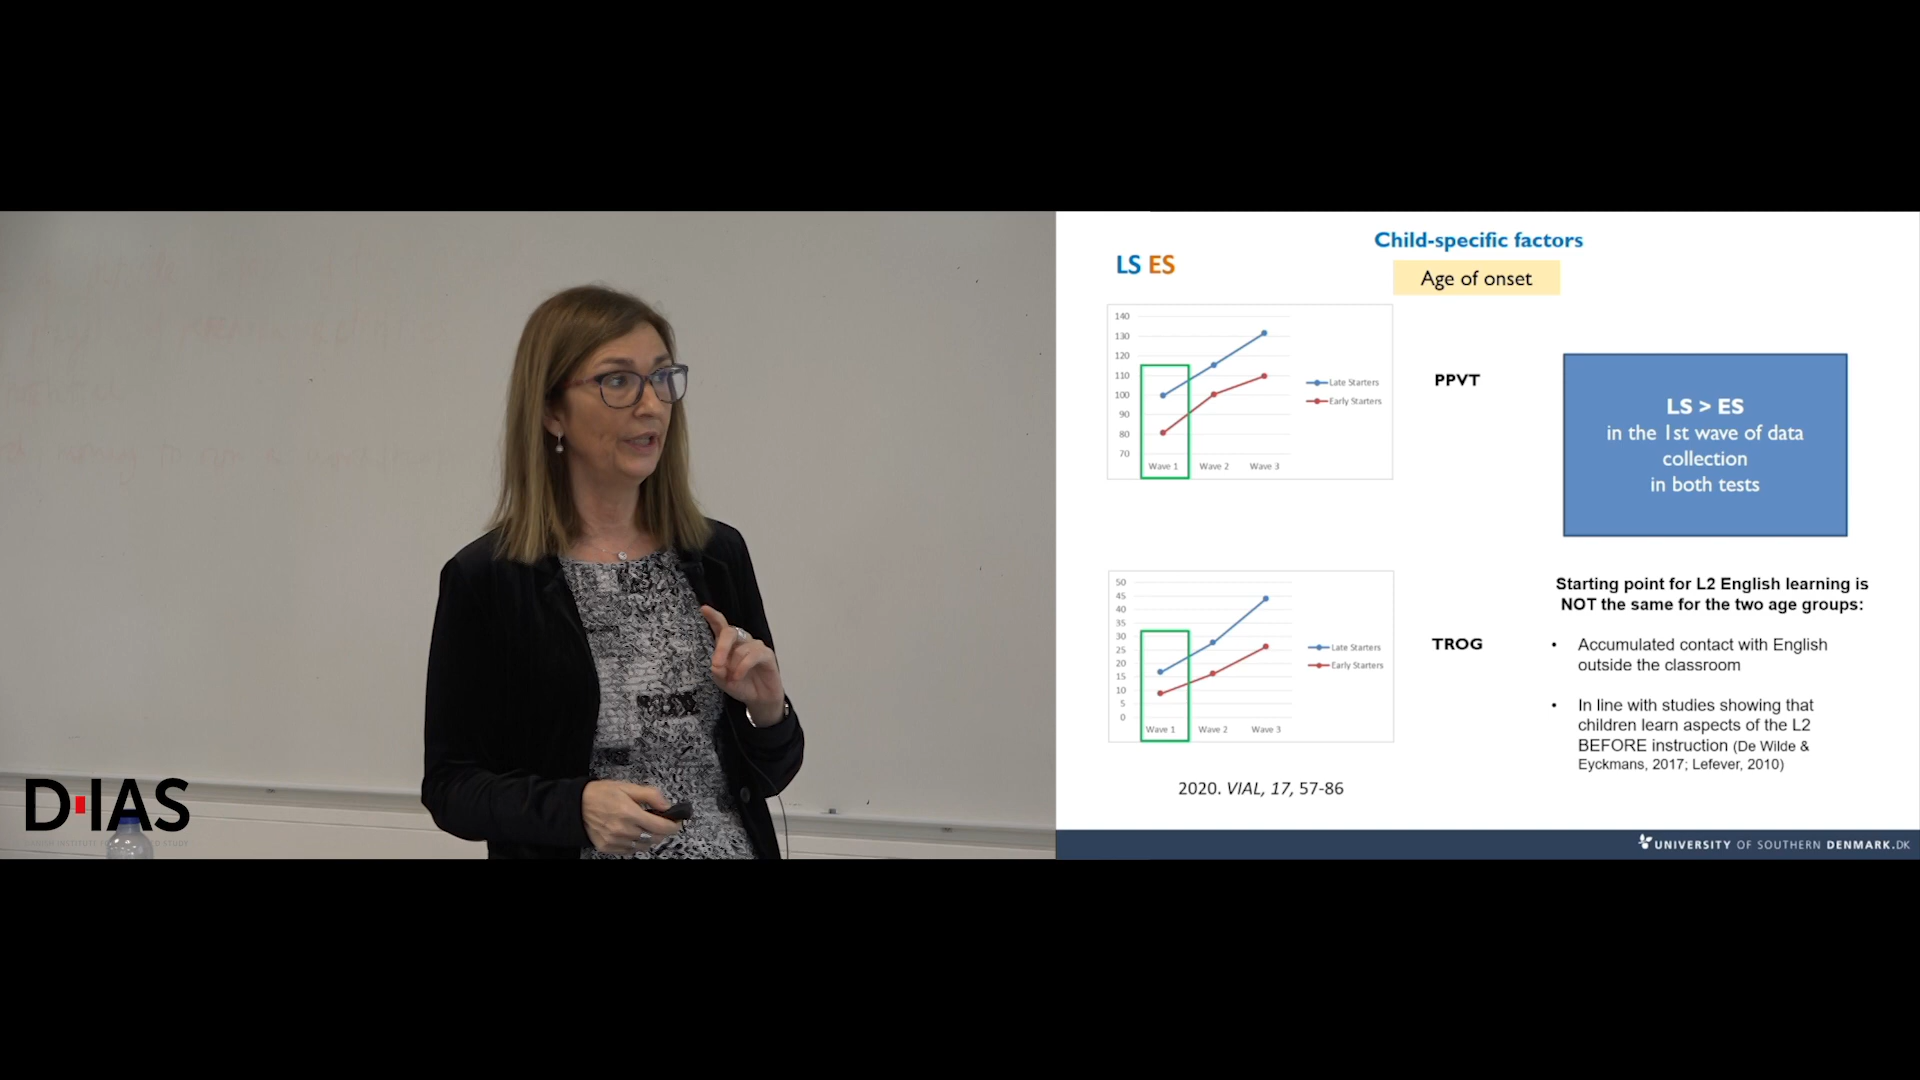 Child-specific factors
LS ES
Age of onset
140
130
120
110
100
90
80
70
Wave 1 Wave 2 Wave 3
Late Starters
Early Starters
PPVT
LS > ES
in the 1st wave of data
collection
in both tests
50
45
40
35
30
25
20
15
10
5
0
Wave 1 Wave 2 Wave 3
Late Starters
Early Starters
TROG
Starting point for L2 English learning is
NOT the same for the two age groups:
• Accumulated contact with English
outside the classroom
• In line with studies showing that
children learn aspects of the L2
BEFORE instruction (De Wilde &
Eyckmans, 2017; Lefever, 2010)
2020. VIAL, 17, 57-86
UNIVERSITY OF SOUTHERN DENMARK.DK
D·IAS